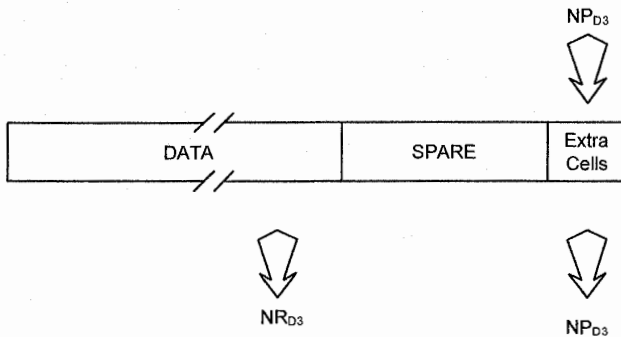 NPD3
DATA
SPARE
Extra
Cells
NRD3
NPD3